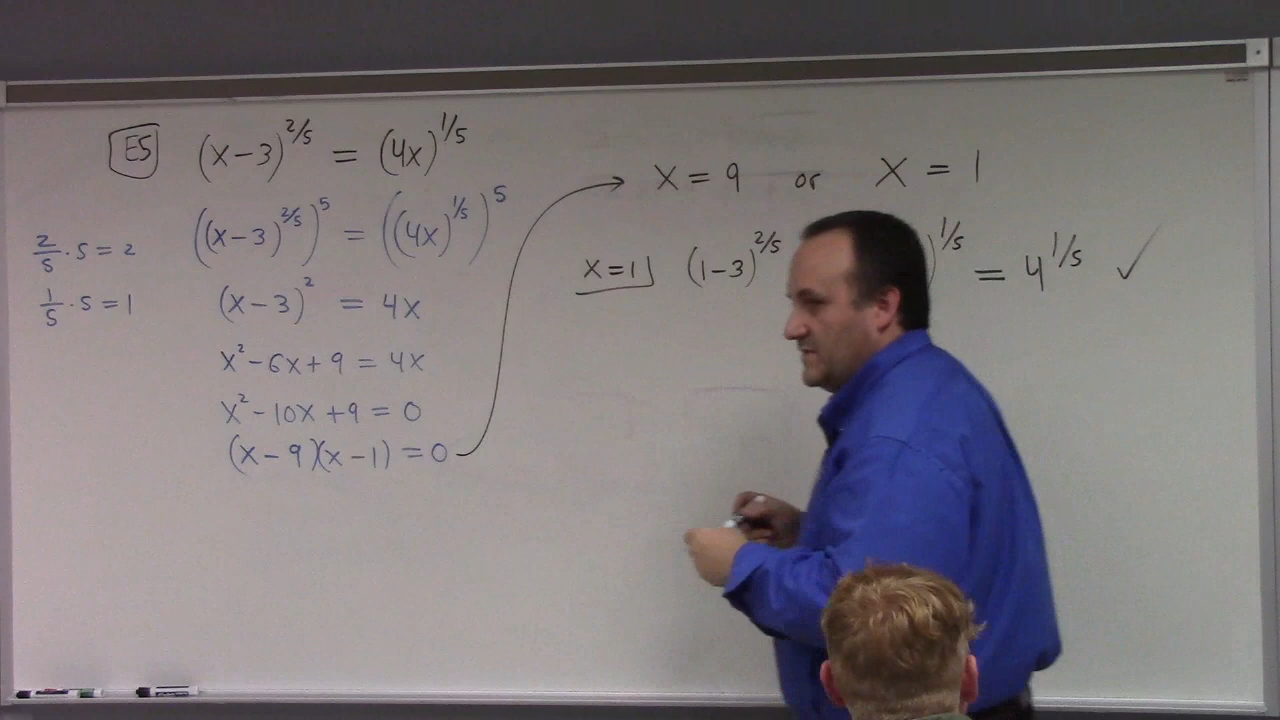 E5 (x-3)^{2/5} = (4x)^{1/5}
((x-3)^{2/5})^5 = ((4x)^{1/5})^5
2/5 · 5 = 2
1/5 · 5 = 1
(x-3)^2 = 4x
x^2 - 6x + 9 = 4x
x^2 - 10x + 9 = 0
(x-9)(x-1) = 0
x = 9 or x = 1
x=1 (1-3)^{2/5} )^{1/5} = 4^{1/5} ✓